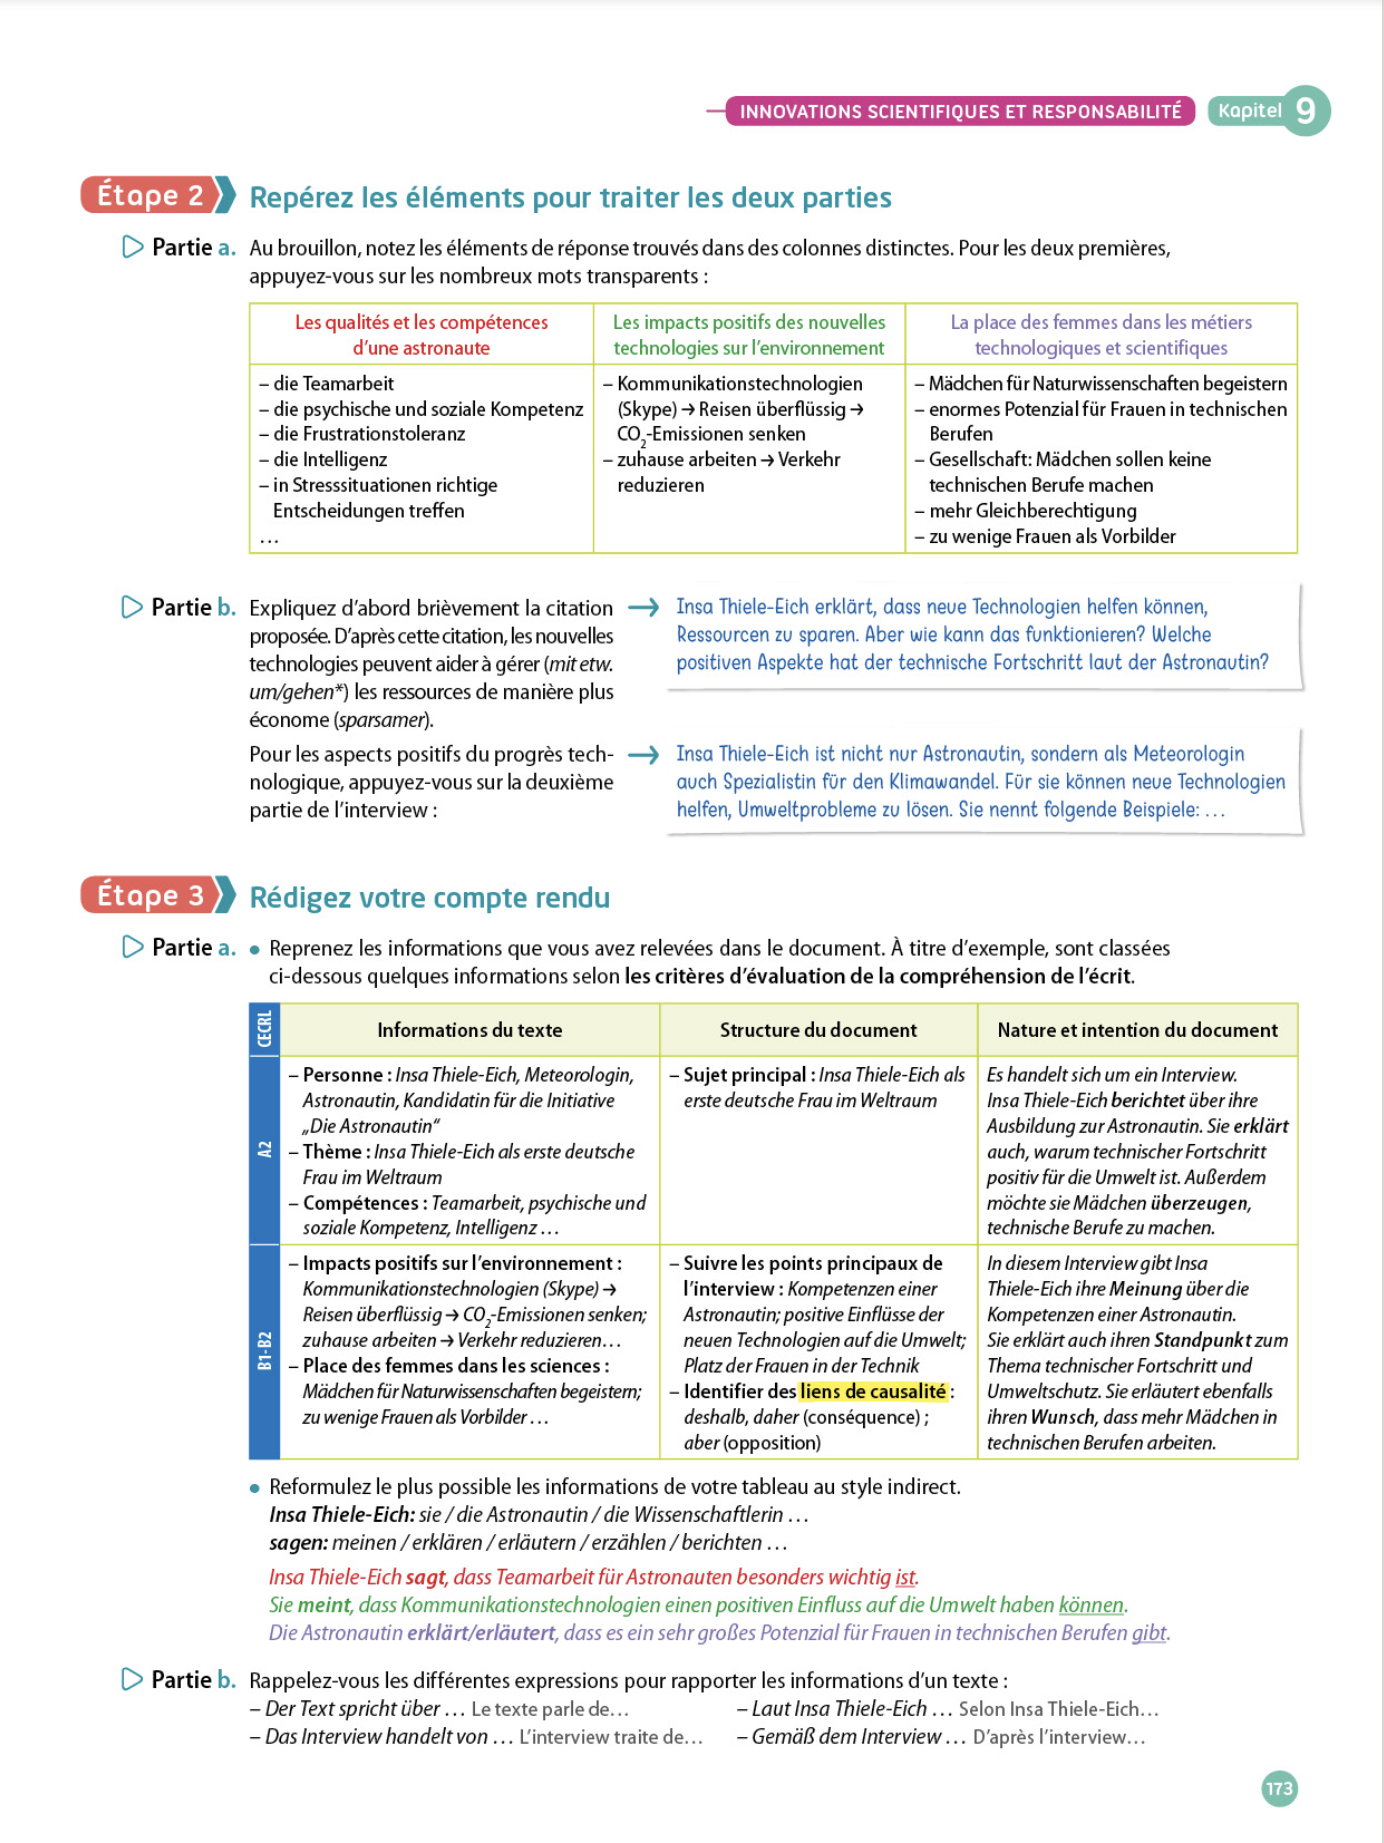 INNOVATIONS SCIENTIFIQUES ET RESPONSABILITÉ Kapitel 9
Étape 2 Repérez les éléments pour traiter les deux parties
Partie a. Au brouillon, notez les éléments de réponse trouvés dans des colonnes distinctes. Pour les deux premières,
appuyez-vous sur les nombreux mots transparents :
Les qualités et les compétences
d'une astronaute
– die Teamarbeit
– die psychische und soziale Kompetenz
– die Frustrationstoleranz
– die Intelligenz
– in Stresssituationen richtige
Entscheidungen treffen
…
Les impacts positifs des nouvelles
technologies sur l'environnement
– Kommunikationstechnologien
(Skype) → Reisen überflüssig →
CO₂-Emissionen senken
– zuhause arbeiten → Verkehr
reduzieren
La place des femmes dans les métiers
technologiques et scientifiques
– Mädchen für Naturwissenschaften begeistern
– enormes Potenzial für Frauen in technischen
Berufen
– Gesellschaft: Mädchen sollen keine
technischen Berufe machen
– mehr Gleichberechtigung
– zu wenige Frauen als Vorbilder
Partie b. Expliquez d'abord brièvement la citation
proposée. D'après cette citation, les nouvelles
technologies peuvent aider à gérer (mit etw.
um/gehen*) les ressources de manière plus
économe (sparsamer).
→ Insa Thiele-Eich erklärt, dass neue Technologien helfen können,
Ressourcen zu sparen. Aber wie kann das funktionieren? Welche
positiven Aspekte hat der technische Fortschritt laut der Astronautin?
Pour les aspects positifs du progrès tech-
nologique, appuyez-vous sur la deuxième
partie de l'interview :
→ Insa Thiele-Eich ist nicht nur Astronautin, sondern als Meteorologin
auch Spezialistin für den Klimawandel. Für sie können neue Technologien
helfen, Umweltprobleme zu lösen. Sie nennt folgende Beispiele: …
Étape 3 Rédigez votre compte rendu
Partie a. • Reprenez les informations que vous avez relevées dans le document. À titre d'exemple, sont classées
ci-dessous quelques informations selon les critères d'évaluation de la compréhension de l'écrit.
CECRL
Informations du texte
Structure du document
Nature et intention du document
A2
– Personne : Insa Thiele-Eich, Meteorologin,
Astronautin, Kandidatin für die Initiative
„Die Astronautin“
– Thème : Insa Thiele-Eich als erste deutsche
Frau im Weltraum
– Compétences : Teamarbeit, psychische und
soziale Kompetenz, Intelligenz …
– Sujet principal : Insa Thiele-Eich als
erste deutsche Frau im Weltraum
Es handelt sich um ein Interview.
Insa Thiele-Eich berichtet über ihre
Ausbildung zur Astronautin. Sie erklärt
auch, warum technischer Fortschritt
positiv für die Umwelt ist. Außerdem
möchte sie Mädchen überzeugen,
technische Berufe zu machen.
B1-B2
– Impacts positifs sur l'environnement :
Kommunikationstechnologien (Skype) →
Reisen überflüssig → CO₂-Emissionen senken;
zuhause arbeiten → Verkehr reduzieren…
– Place des femmes dans les sciences :
Mädchen für Naturwissenschaften begeistern;
zu wenige Frauen als Vorbilder …
– Suivre les points principaux de
l'interview : Kompetenzen einer
Astronautin; positive Einflüsse der
neuen Technologien auf die Umwelt;
Platz der Frauen in der Technik
– Identifier des liens de causalité :
deshalb, daher (conséquence) ;
aber (opposition)
In diesem Interview gibt Insa
Thiele-Eich ihre Meinung über die
Kompetenzen einer Astronautin.
Sie erklärt auch ihren Standpunkt zum
Thema technischer Fortschritt und
Umweltschutz. Sie erläutert ebenfalls
ihren Wunsch, dass mehr Mädchen in
technischen Berufen arbeiten.
• Reformulez le plus possible les informations de votre tableau au style indirect.
Insa Thiele-Eich: sie / die Astronautin / die Wissenschaftlerin …
sagen: meinen / erklären / erläutern / erzählen / berichten …
Insa Thiele-Eich sagt, dass Teamarbeit für Astronauten besonders wichtig ist.
Sie meint, dass Kommunikationstechnologien einen positiven Einfluss auf die Umwelt haben können.
Die Astronautin erklärt/erläutert, dass es ein sehr großes Potenzial für Frauen in technischen Berufen gibt.
Partie b. Rappelez-vous les différentes expressions pour rapporter les informations d'un texte :
– Der Text spricht über … Le texte parle de…
– Das Interview handelt von … L'interview traite de…
– Laut Insa Thiele-Eich … Selon Insa Thiele-Eich…
– Gemäß dem Interview … D'après l'interview…
173